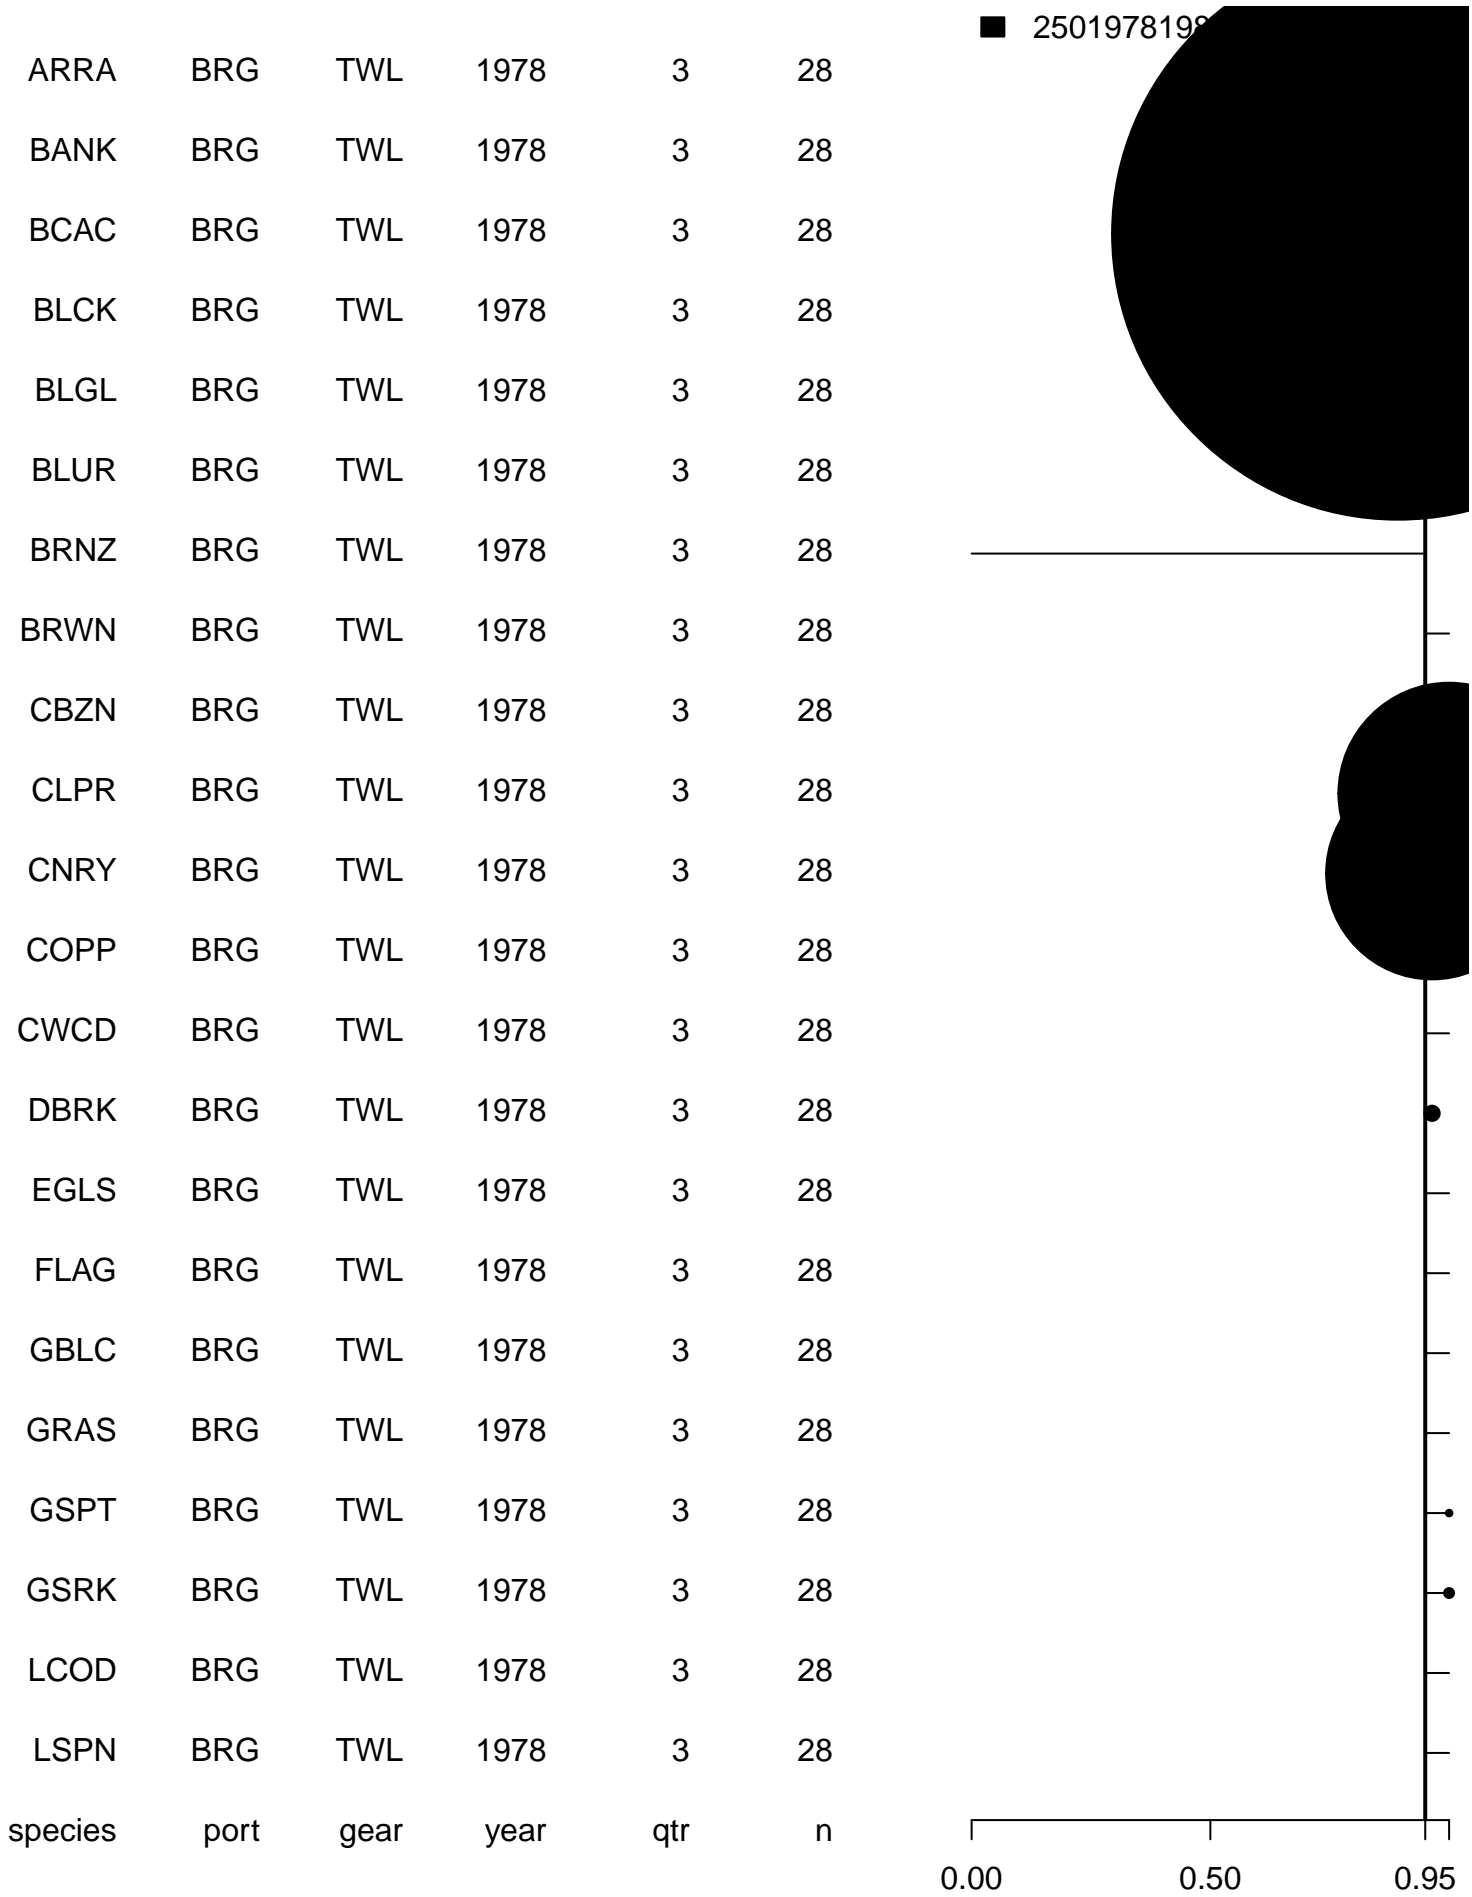 2501978198
ARRA BRG TWL 1978 3 28
BANK BRG TWL 1978 3 28
BCAC BRG TWL 1978 3 28
BLCK BRG TWL 1978 3 28
BLGL BRG TWL 1978 3 28
BLUR BRG TWL 1978 3 28
BRNZ BRG TWL 1978 3 28
BRWN BRG TWL 1978 3 28
CBZN BRG TWL 1978 3 28
CLPR BRG TWL 1978 3 28
CNRY BRG TWL 1978 3 28
COPP BRG TWL 1978 3 28
CWCD BRG TWL 1978 3 28
DBRK BRG TWL 1978 3 28
EGLS BRG TWL 1978 3 28
FLAG BRG TWL 1978 3 28
GBLC BRG TWL 1978 3 28
GRAS BRG TWL 1978 3 28
GSPT BRG TWL 1978 3 28
GSRK BRG TWL 1978 3 28
LCOD BRG TWL 1978 3 28
LSPN BRG TWL 1978 3 28
species port gear year qtr n
0.00 0.50 0.95